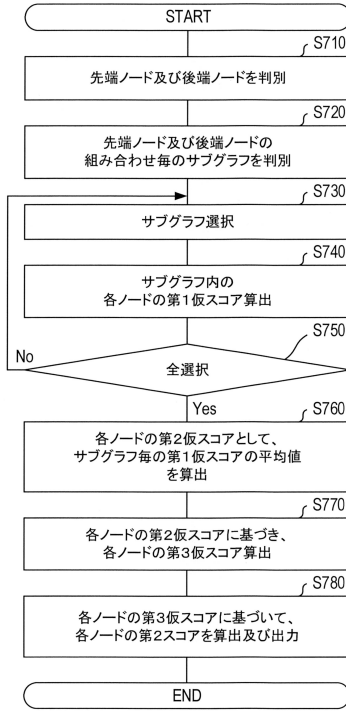 START
S710
先端ノード及び後端ノードを判別
S720
先端ノード及び後端ノードの
組み合わせ毎のサブグラフを判別
S730
サブグラフ選択
S740
サブグラフ内の
各ノードの第1仮スコア算出
S750
No
全選択
Yes
S760
各ノードの第2仮スコアとして、
サブグラフ毎の第1仮スコアの平均値
を算出
S770
各ノードの第2仮スコアに基づき、
各ノードの第3仮スコア算出
S780
各ノードの第3仮スコアに基づいて、
各ノードの第2スコアを算出及び出力
END